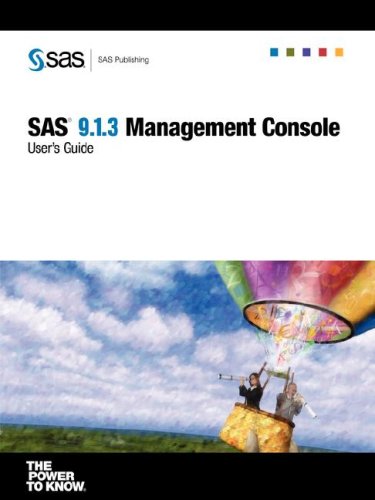 sas | SAS Publishing
SAS® 9.1.3 Management Console
User's Guide
THE
POWER
TO KNOW®